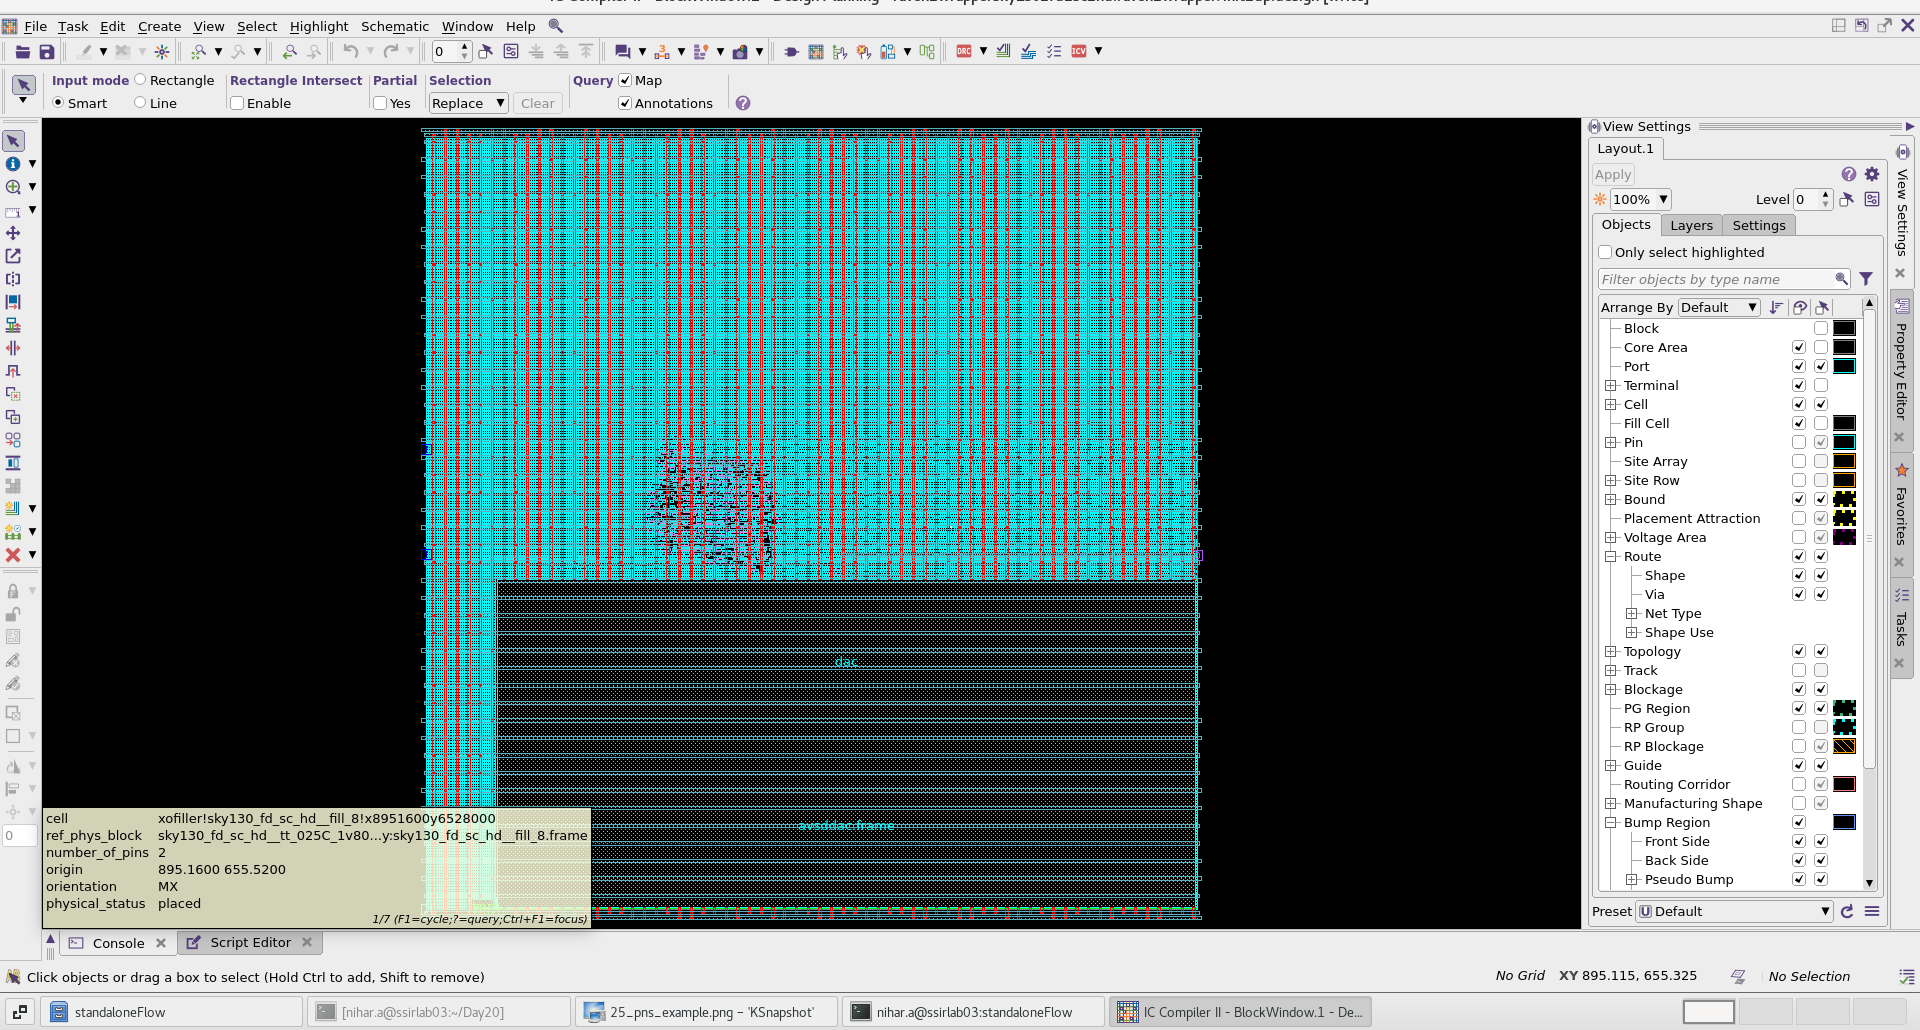 File Task Edit Create View Select Highlight Schematic Window Help
0
DRC
ICV
Input mode Rectangle Rectangle Intersect Partial Selection Query Map
Smart Line Enable Yes Replace Clear Annotations
View Settings
Layout.1
Apply
100% Level 0
Objects Layers Settings
Only select highlighted
Filter objects by type name
Arrange By Default
Block
Core Area
Port
Terminal
Cell
Fill Cell
Pin
Site Array
Site Row
Bound
Placement Attraction
Voltage Area
Route
Shape
Via
Net Type
Shape Use
Topology
Track
Blockage
PG Region
RP Group
RP Blockage
Guide
Routing Corridor
Manufacturing Shape
Bump Region
Front Side
Back Side
Pseudo Bump
Preset Default
View Settings
Property Editor
Favorites
Tasks
dac
avsddac.frame
0
cell xofiller!sky130_fd_sc_hd__fill_8!x8951600y6528000
ref_phys_block sky130_fd_sc_hd__tt_025C_1v80...y:sky130_fd_sc_hd__fill_8.frame
number_of_pins 2
origin 895.1600 655.5200
orientation MX
physical_status placed
1/7 (F1=cycle;?=query;Ctrl+F1=focus)
Console Script Editor
Click objects or drag a box to select (Hold Ctrl to add, Shift to remove)
No Grid XY 895.115, 655.325 No Selection
standaloneFlow
[nihar.a@ssirlab03:~/Day20]
25_pns_example.png – 'KSnapshot'
nihar.a@ssirlab03:standaloneFlow
IC Compiler II - BlockWindow.1 - De...